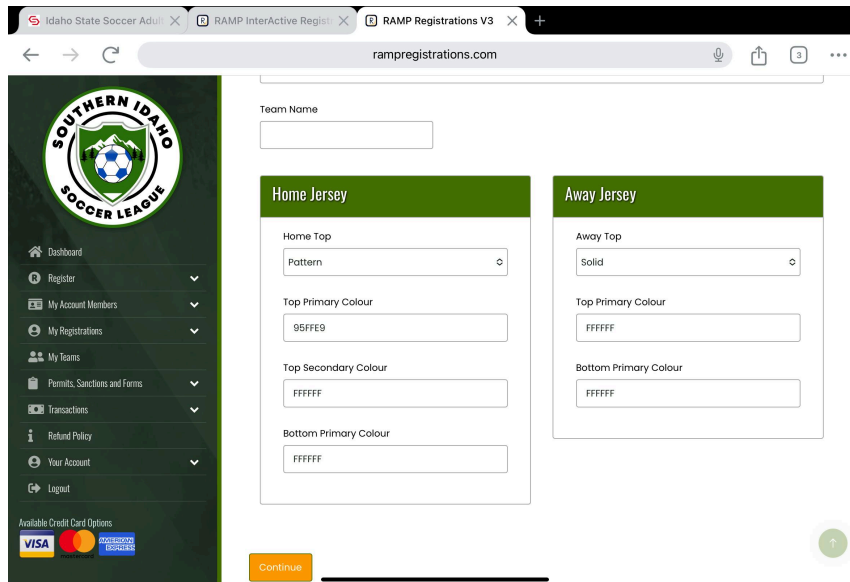 Idaho State Soccer Adult
RAMP InterActive Registr
RAMP Registrations V3
rampregistrations.com
3
SOUTHERN IDAHO
SOCCER LEAGUE
Dashboard
Register
My Account Members
My Registrations
My Teams
Permits, Sanctions and Forms
Transactions
Refund Policy
Your Account
Logout
Available Credit Card Options
VISA
mastercard
AMERICAN
EXPRESS
Team Name
Home Jersey
Home Top
Pattern
Top Primary Colour
95FFE9
Top Secondary Colour
FFFFFF
Bottom Primary Colour
FFFFFF
Away Jersey
Away Top
Solid
Top Primary Colour
FFFFFF
Bottom Primary Colour
FFFFFF
Continue